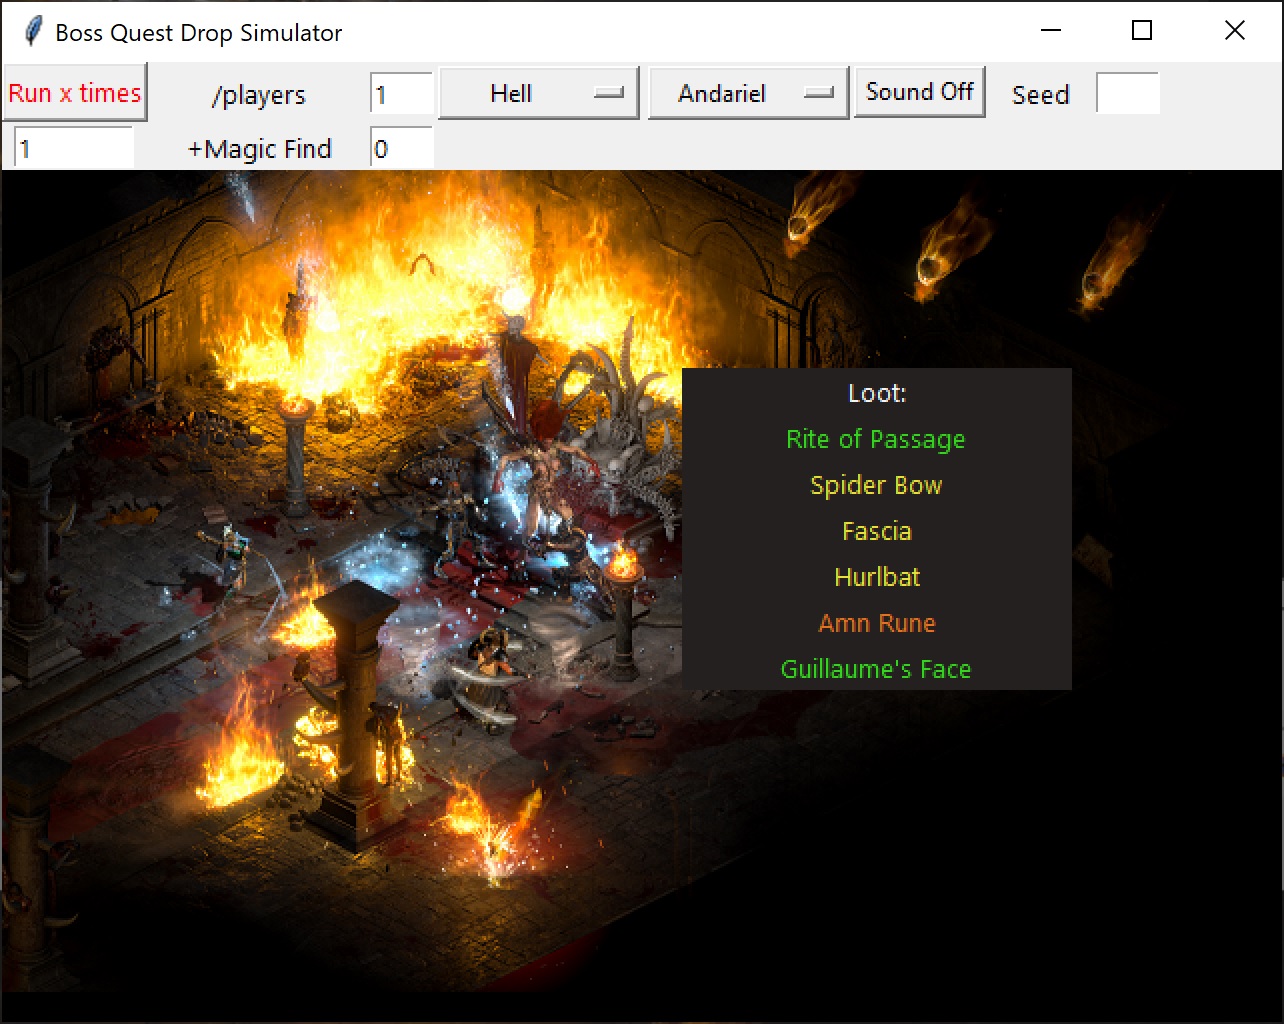 Boss Quest Drop Simulator
Run x times /players 1 Hell Andariel Sound Off Seed
1 +Magic Find 0
Loot:
Rite of Passage
Spider Bow
Fascia
Hurlbat
Amn Rune
Guillaume's Face